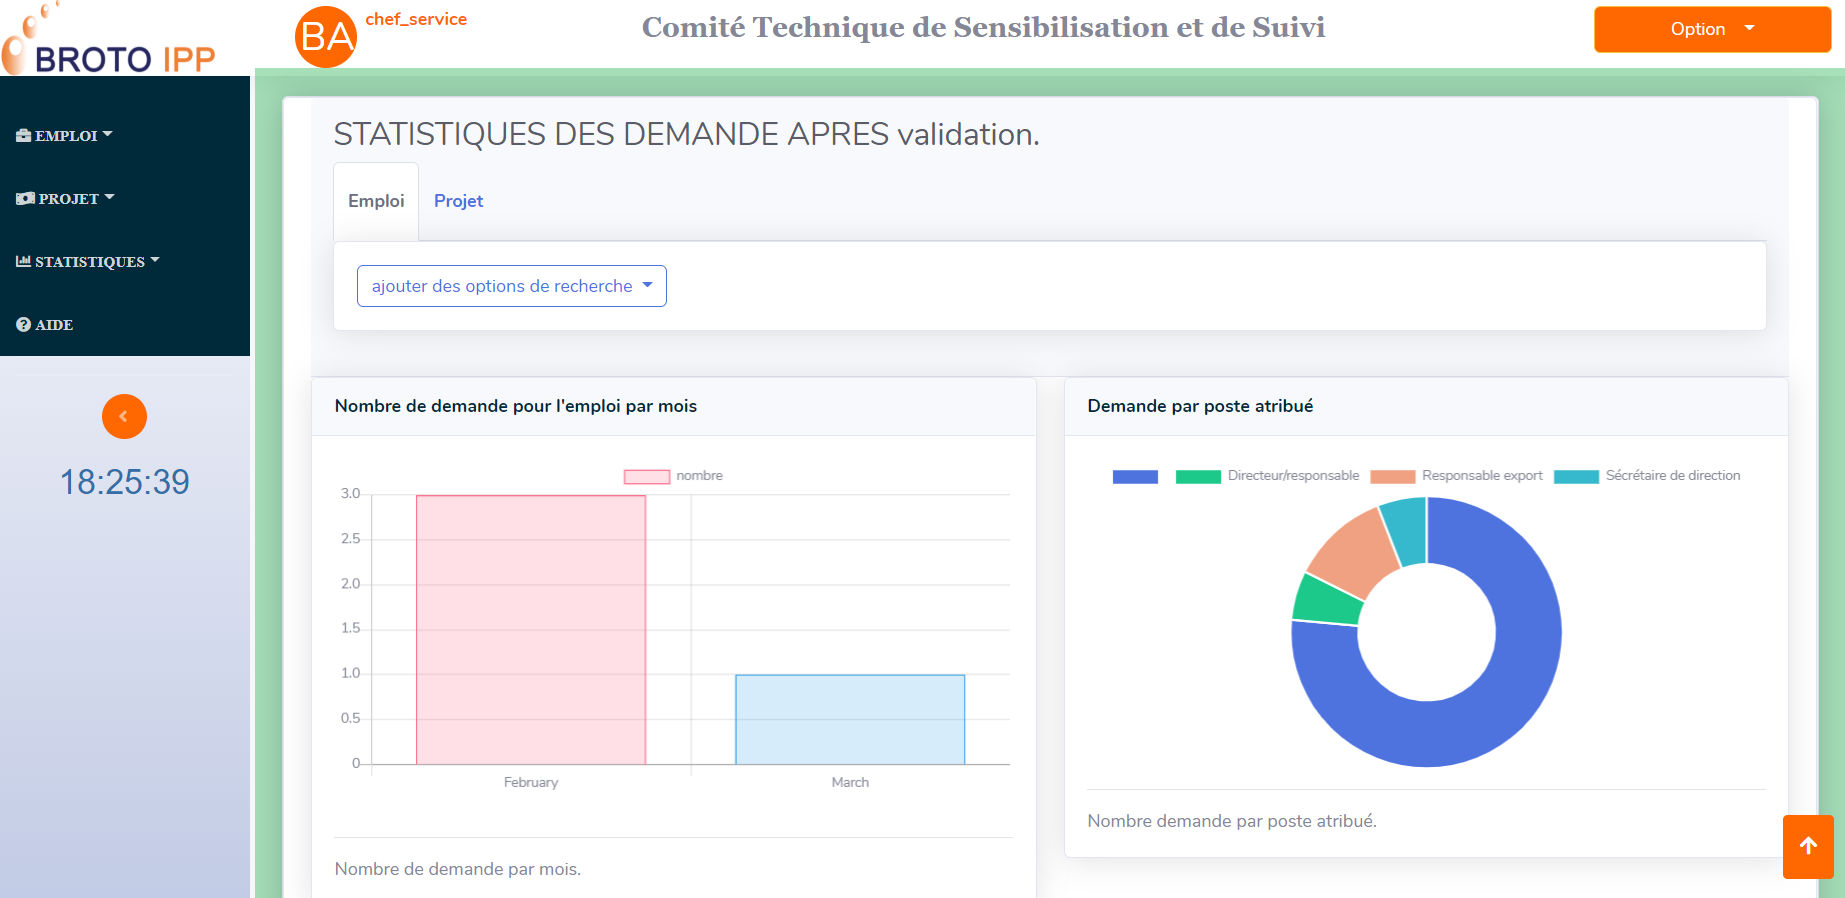 BROTO IPP
BA
chef_service
Comité Technique de Sensibilisation et de Suivi
Option
EMPLOI
PROJET
STATISTIQUES
AIDE
18:25:39
STATISTIQUES DES DEMANDE APRES validation.
Emploi
Projet
ajouter des options de recherche
Nombre de demande pour l'emploi par mois
nombre
3.0
2.5
2.0
1.5
1.0
0.5
0
February
March
Nombre de demande par mois.
Demande par poste atribué
Directeur/responsable
Responsable export
Sécrétaire de direction
Nombre demande par poste atribué.